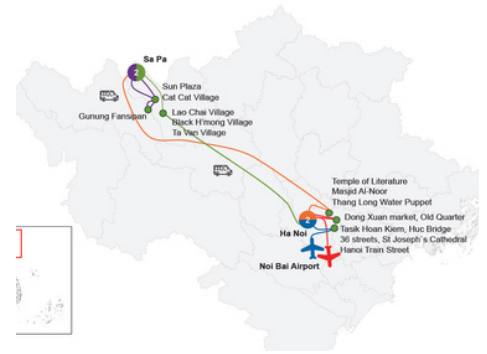 Sa Pa
2
Sun Plaza
Cat Cat Village
Gunung Fansipan
Lao Chai Village
Black H'mong Village
Ta Van Village
Temple of Literature
Masjid Al-Noor
Thang Long Water Puppet
Dong Xuan market, Old Quarter
2
Tasik Hoan Kiem, Huc Bridge
Ha Noi
36 streets, St Joseph`s Cathedral
Hanoi Train Street
Noi Bai Airport